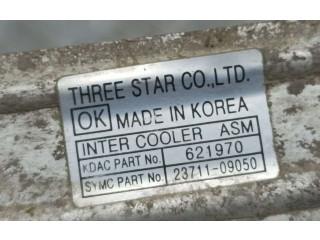 THREE STAR CO.,LTD.
OK MADE IN KOREA
INTER COOLER ASM
KDAC PART No. 621970
SYMC PART No. 23711-09050